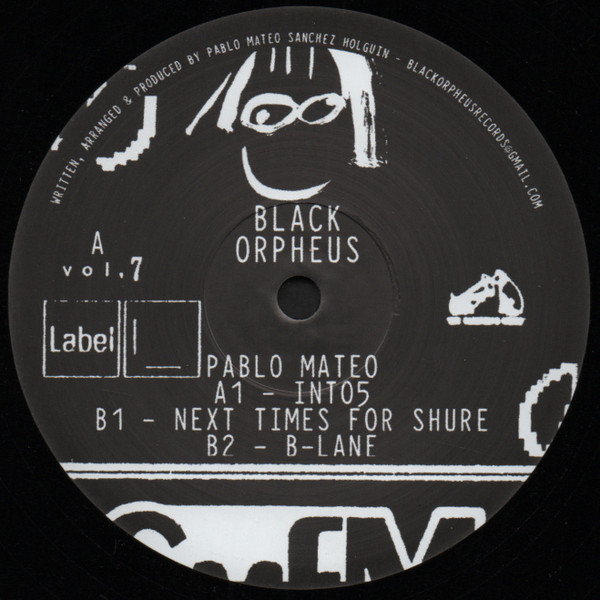 WRITTEN, ARRANGED & PRODUCED BY PABLO MATEO SANCHEZ HOLGUIN - BLACKORPHEUSRECORDS@GMAIL.COM
BLACK
ORPHEUS
A
vol.7
Label
PABLO MATEO
A1 - INTO5
B1 - NEXT TIMES FOR SHURE
B2 - B-LANE